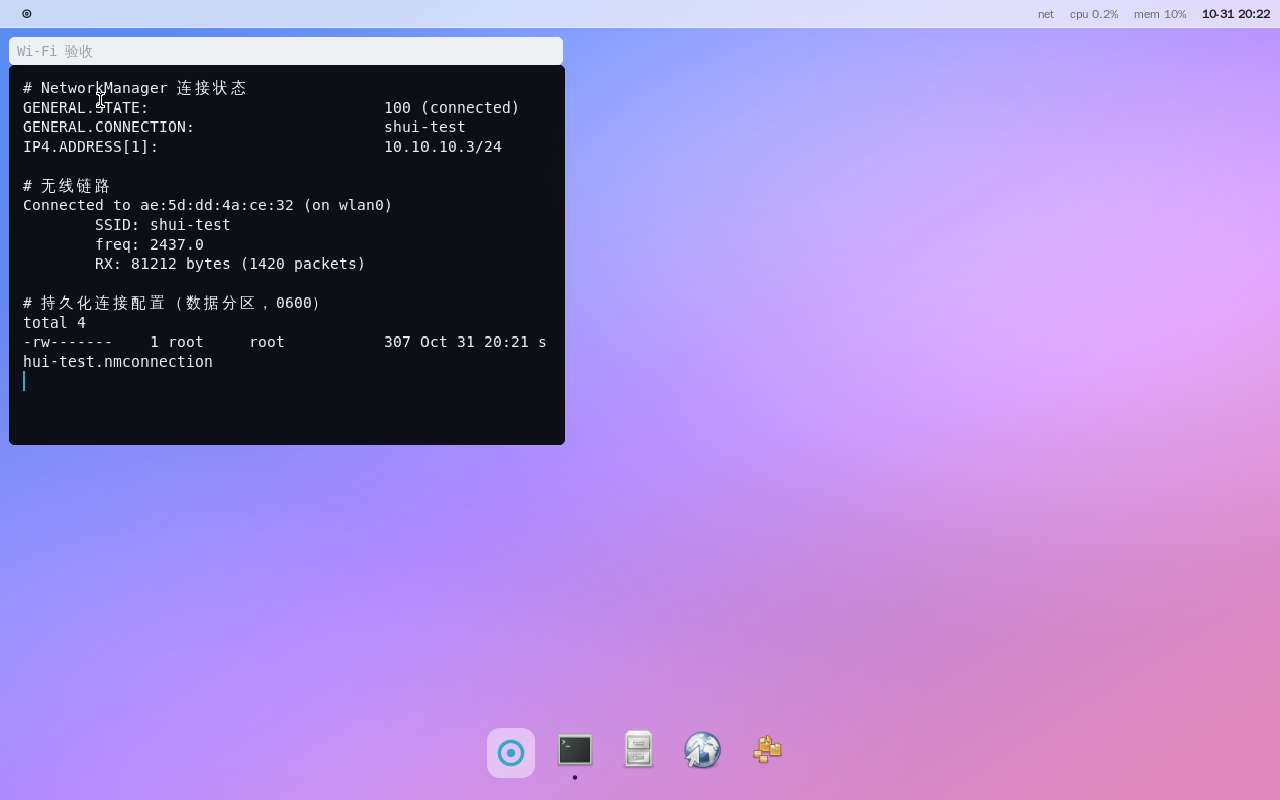 net cpu 0.2% mem 10% 10-31 20:22
Wi-Fi 验收
# NetworkManager 连接状态
GENERAL.STATE: 100 (connected)
GENERAL.CONNECTION: shui-test
IP4.ADDRESS[1]: 10.10.10.3/24
# 无线链路
Connected to ae:5d:dd:4a:ce:32 (on wlan0)
SSID: shui-test
freq: 2437.0
RX: 81212 bytes (1420 packets)
# 持久化连接配置（数据分区，0600）
total 4
-rw------- 1 root root 307 Oct 31 20:21 s
hui-test.nmconnection